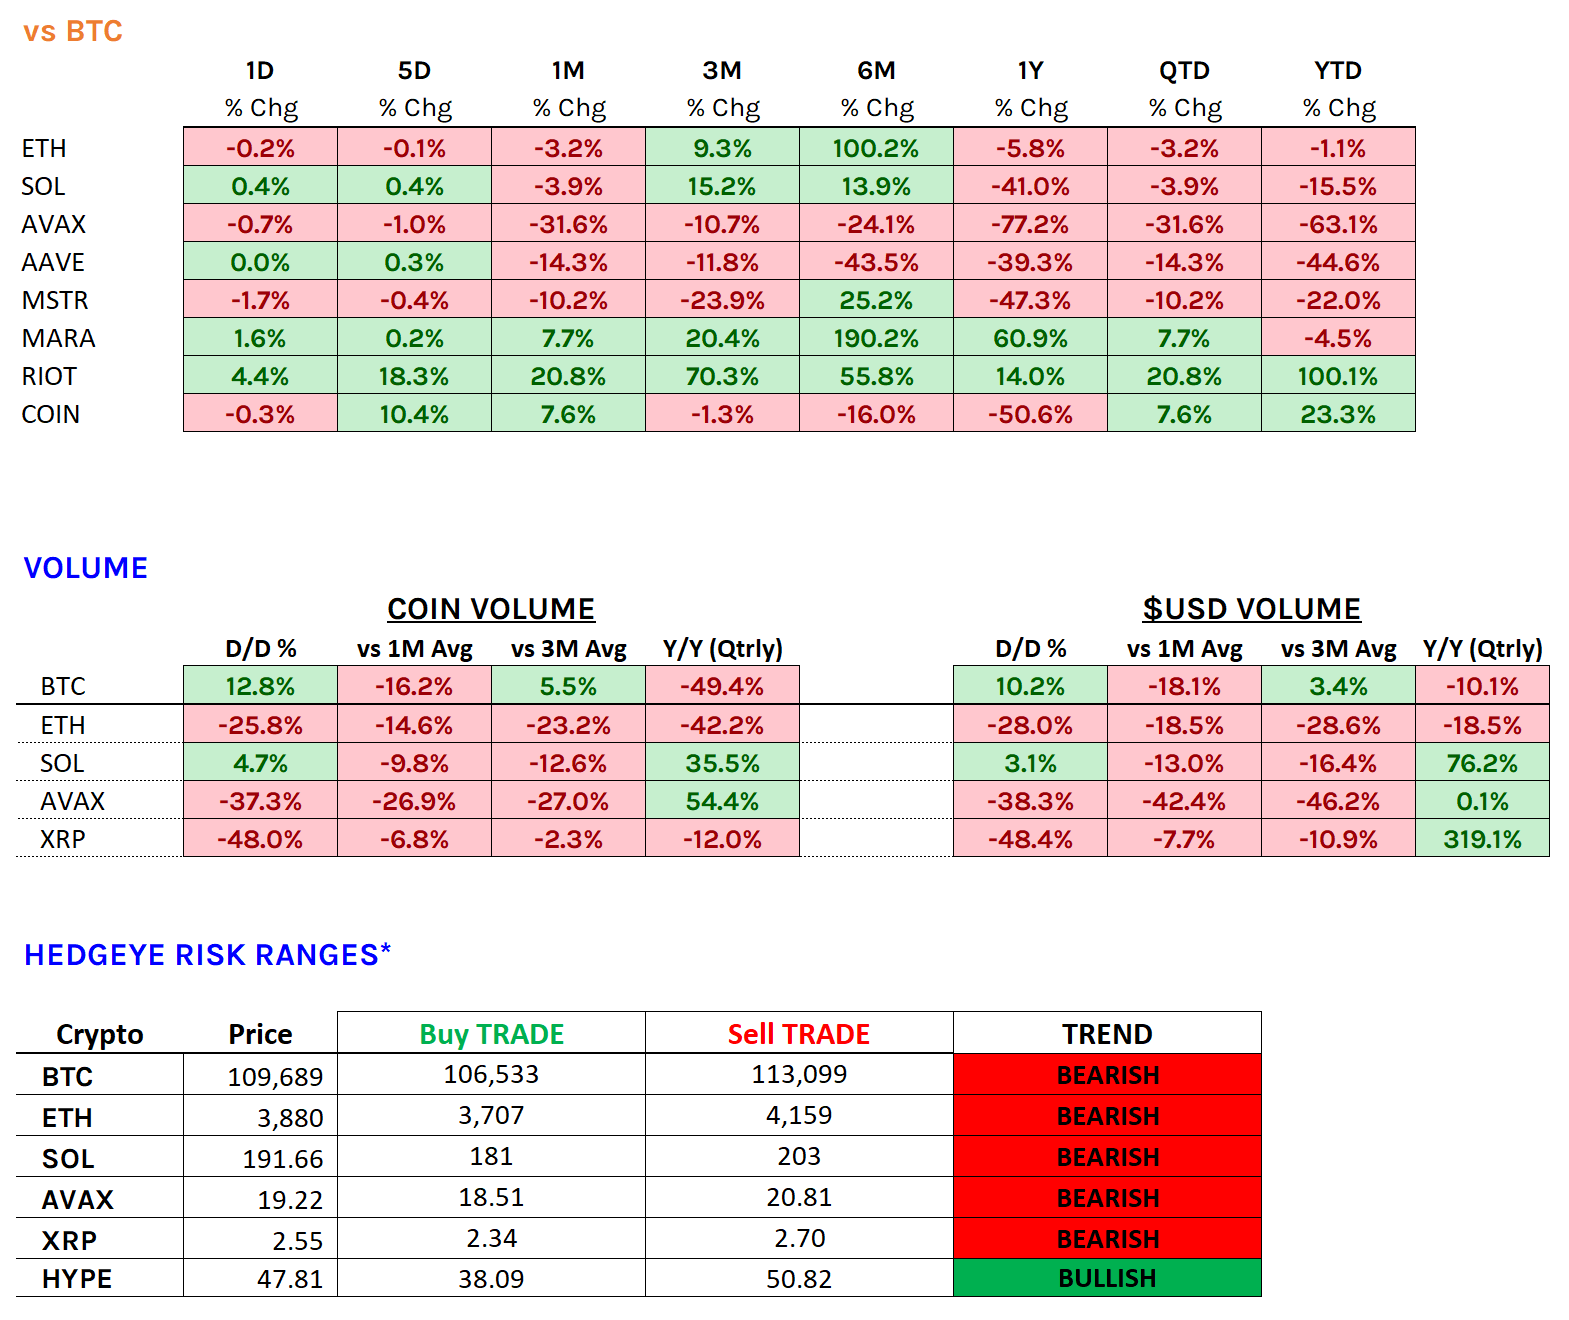 vs BTC
1D 5D 1M 3M 6M 1Y QTD YTD
% Chg % Chg % Chg % Chg % Chg % Chg % Chg % Chg
ETH -0.2% -0.1% -3.2% 9.3% 100.2% -5.8% -3.2% -1.1%
SOL 0.4% 0.4% -3.9% 15.2% 13.9% -41.0% -3.9% -15.5%
AVAX -0.7% -1.0% -31.6% -10.7% -24.1% -77.2% -31.6% -63.1%
AAVE 0.0% 0.3% -14.3% -11.8% -43.5% -39.3% -14.3% -44.6%
MSTR -1.7% -0.4% -10.2% -23.9% 25.2% -47.3% -10.2% -22.0%
MARA 1.6% 0.2% 7.7% 20.4% 190.2% 60.9% 7.7% -4.5%
RIOT 4.4% 18.3% 20.8% 70.3% 55.8% 14.0% 20.8% 100.1%
COIN -0.3% 10.4% 7.6% -1.3% -16.0% -50.6% 7.6% 23.3%
VOLUME
COIN VOLUME $USD VOLUME
D/D % vs 1M Avg vs 3M Avg Y/Y (Qtrly) D/D % vs 1M Avg vs 3M Avg Y/Y (Qtrly)
BTC 12.8% -16.2% 5.5% -49.4% 10.2% -18.1% 3.4% -10.1%
ETH -25.8% -14.6% -23.2% -42.2% -28.0% -18.5% -28.6% -18.5%
SOL 4.7% -9.8% -12.6% 35.5% 3.1% -13.0% -16.4% 76.2%
AVAX -37.3% -26.9% -27.0% 54.4% -38.3% -42.4% -46.2% 0.1%
XRP -48.0% -6.8% -2.3% -12.0% -48.4% -7.7% -10.9% 319.1%
HEDGEYE RISK RANGES*
Crypto Price Buy TRADE Sell TRADE TREND
BTC 109,689 106,533 113,099 BEARISH
ETH 3,880 3,707 4,159 BEARISH
SOL 191.66 181 203 BEARISH
AVAX 19.22 18.51 20.81 BEARISH
XRP 2.55 2.34 2.70 BEARISH
HYPE 47.81 38.09 50.82 BULLISH